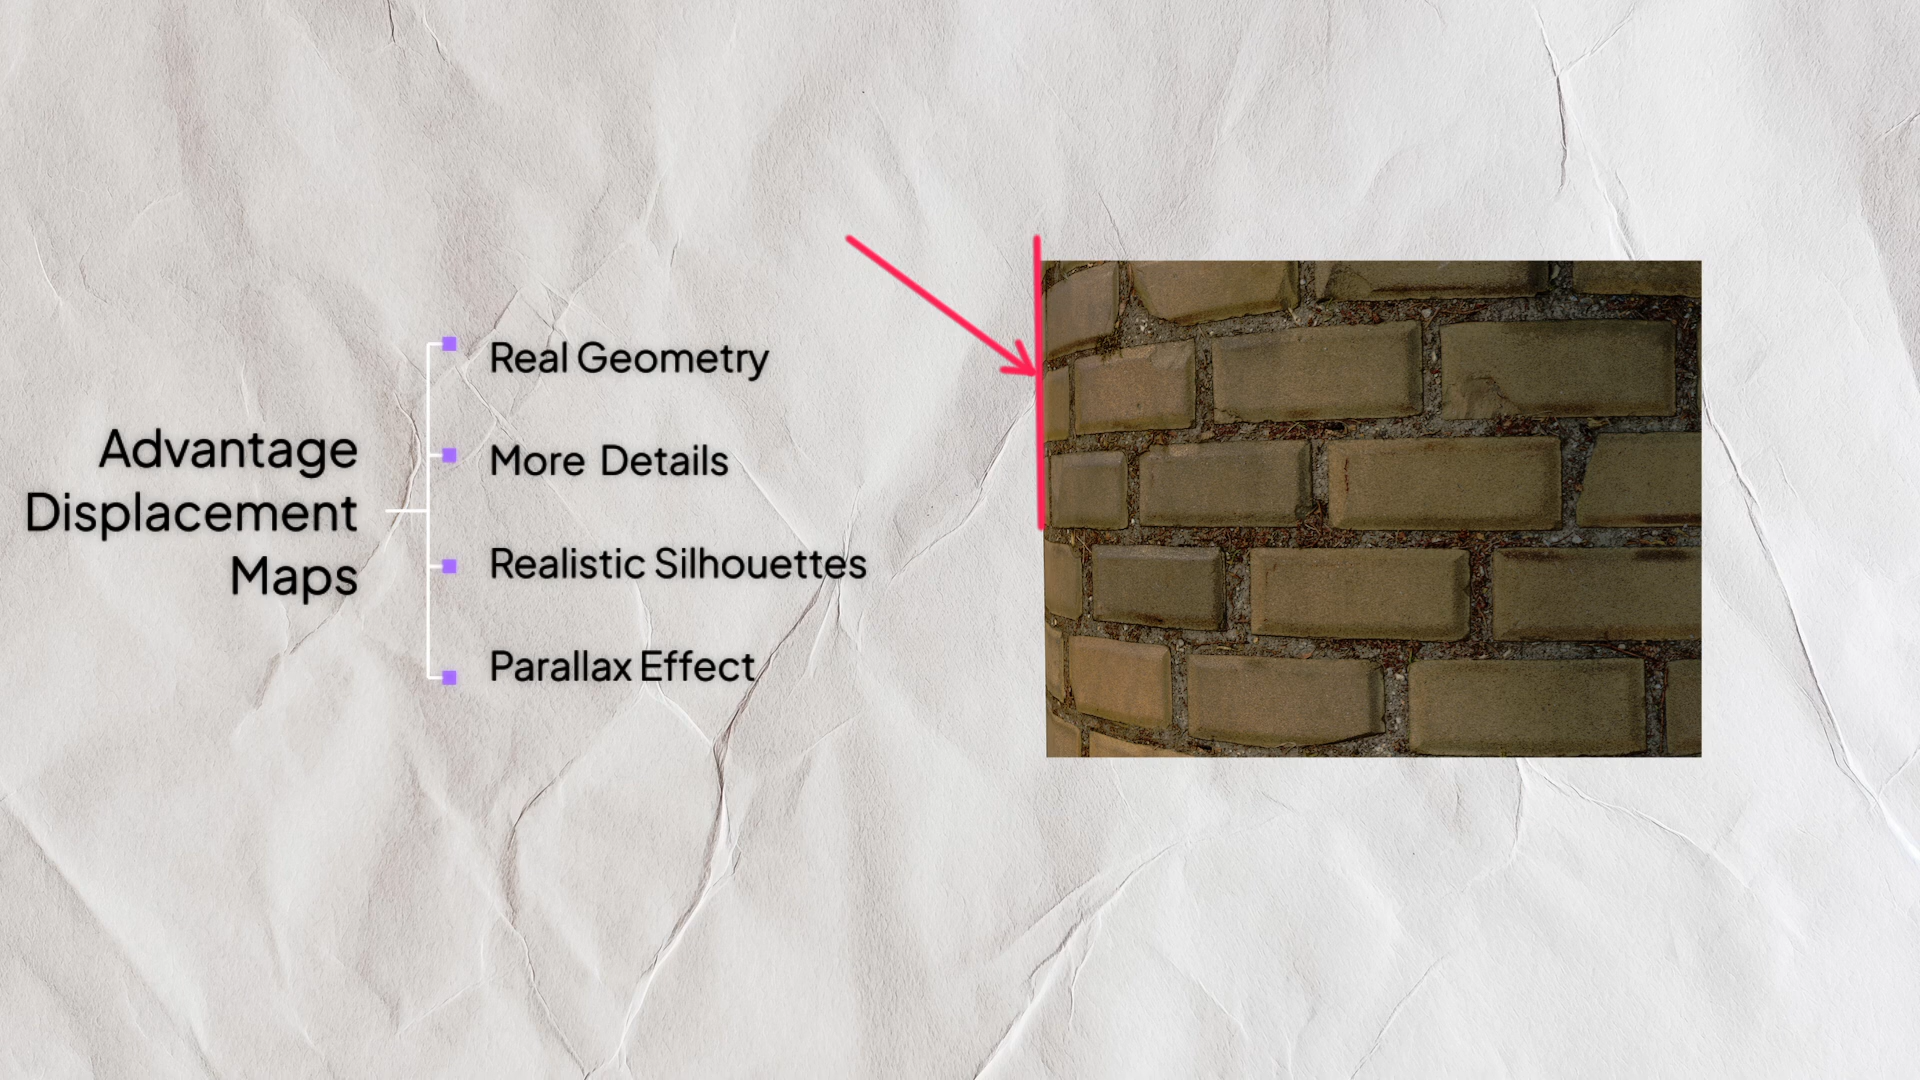 Advantage
Displacement
Maps
Real Geometry
More Details
Realistic Silhouettes
Parallax Effect